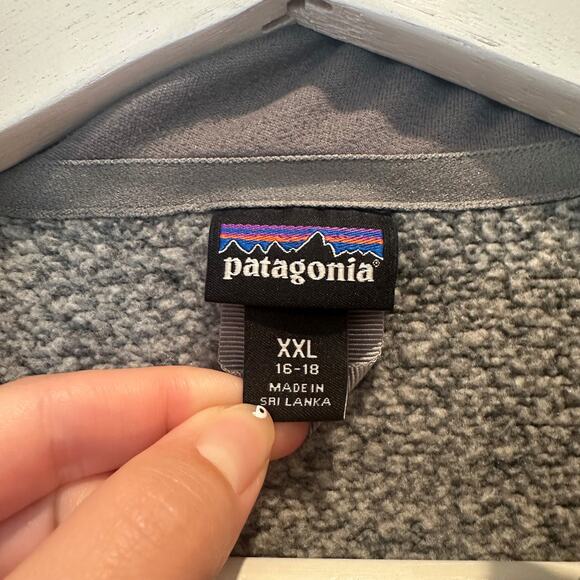 patagonia®
XXL
16-18
MADE IN
SRI LANKA